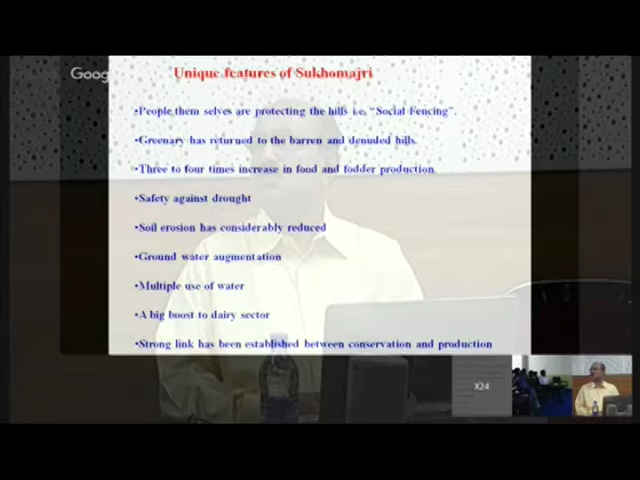 Goog
Unique features of Sukhomajri
•People them selves are protecting the hills i.e. “Social Fencing”.
•Greenary has returned to the barren and denuded hills.
•Three to four times increase in food and fodder production
•Safety against drought
•Soil erosion has considerably reduced
•Ground water augmentation
•Multiple use of water
•A big boost to dairy sector
•Strong link has been established between conservation and production
X24